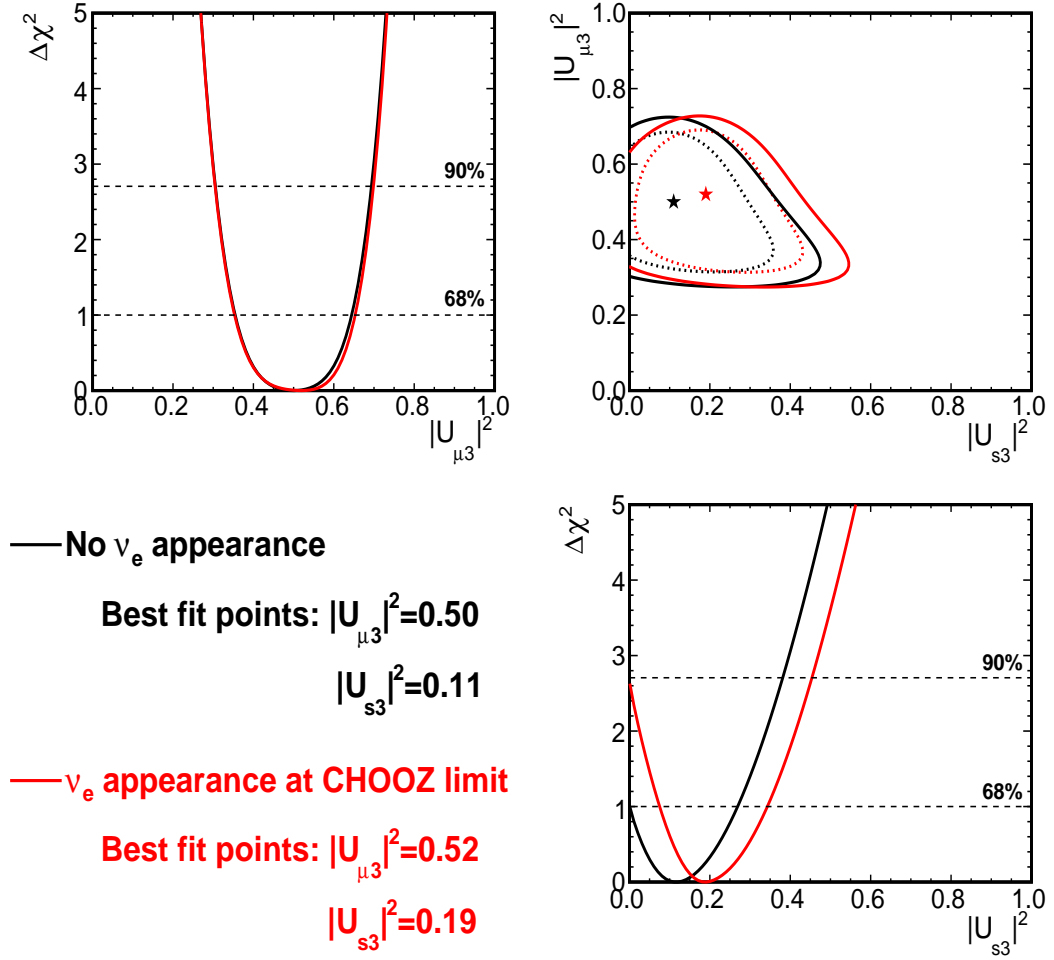 Δχ²
5
4
3
2
1
0
90%
68%
0.0 0.2 0.4 0.6 0.8 1.0
|U_μ3|²
|U_μ3|²
1.0
0.8
0.6
0.4
0.2
0.0
0.0 0.2 0.4 0.6 0.8 1.0
|U_s3|²
No ν_e appearance
Best fit points: |U_μ3|²=0.50
|U_s3|²=0.11
ν_e appearance at CHOOZ limit
Best fit points: |U_μ3|²=0.52
|U_s3|²=0.19
Δχ²
5
4
3
2
1
0
90%
68%
0.0 0.2 0.4 0.6 0.8 1.0
|U_s3|²